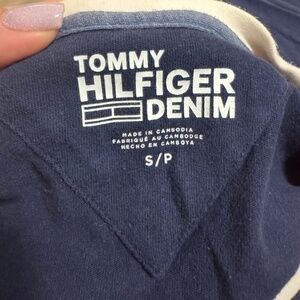 TOMMY
HILFIGER
DENIM
MADE IN CAMBODIA
FABRIQUÉ AU CAMBODGE
HECHO EN CAMBOYA
S/P